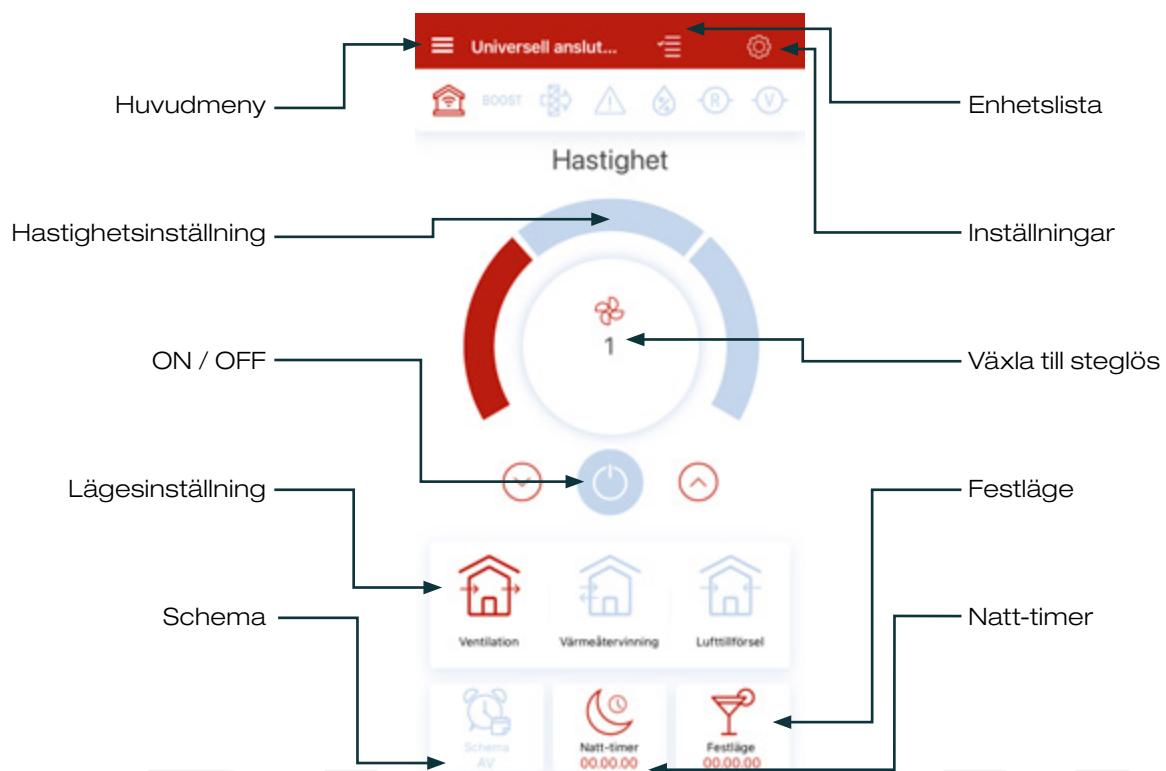 Universell anslut...
Huvudmeny
BOOST
R
V
Enhetslista
Hastighet
Hastighetsinställning
Inställningar
1
ON / OFF
Växla till steglös
Lägesinställning
Festläge
Ventilation
Värmeåtervinning
Lufttillförsel
Schema
Natt-timer
Schema
AV
Natt-timer
00.00.00
Festläge
00.00.00